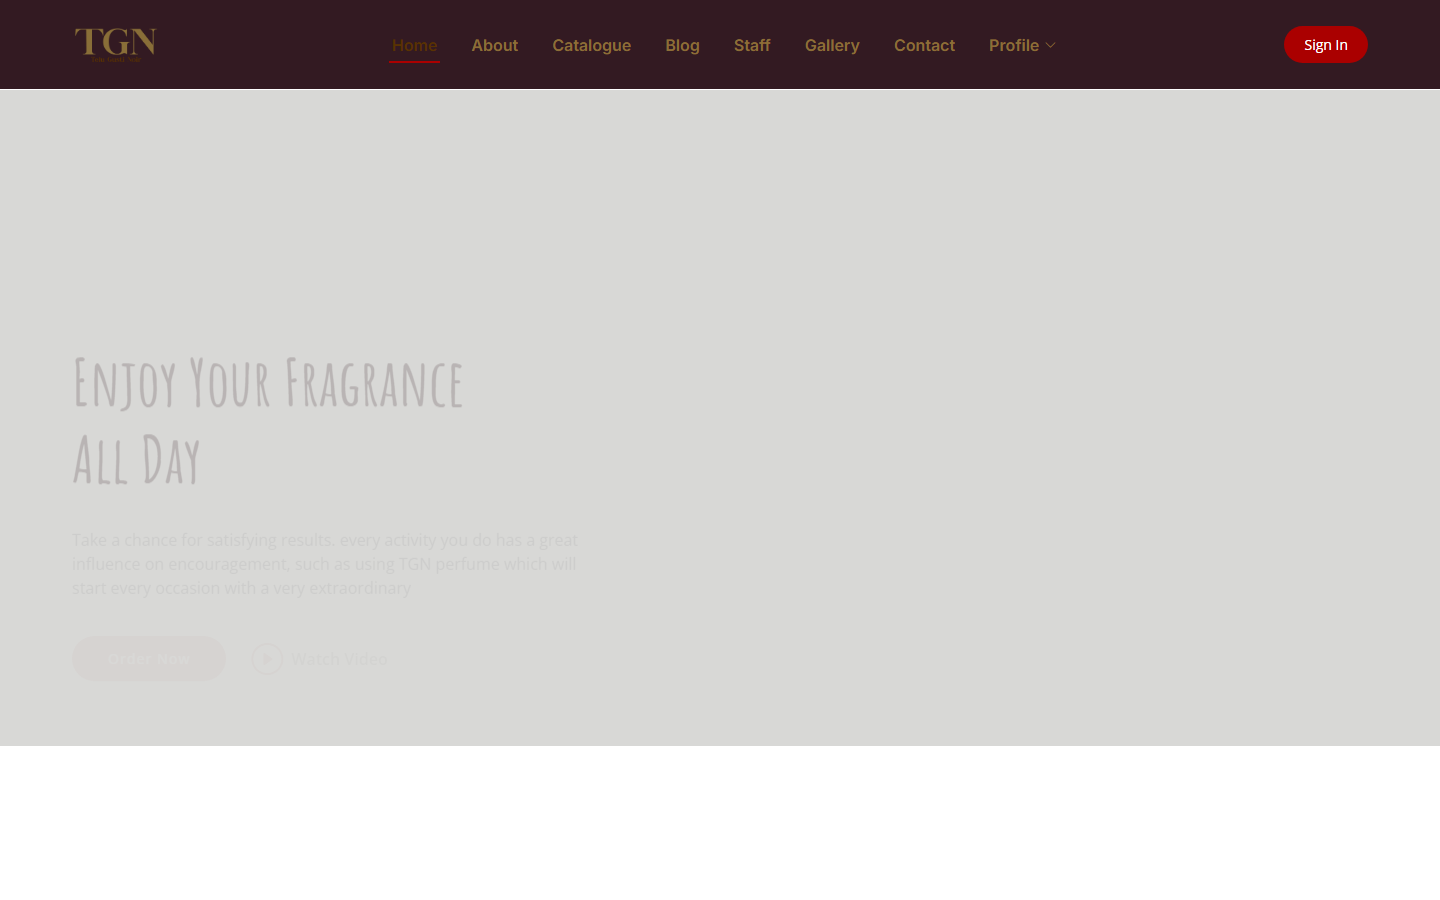 TGN
Home
About
Catalogue
Blog
Staff
Gallery
Contact
Profile
Sign In
Enjoy Your Fragrance
All Day
Take a chance for satisfying results. every activity you do has a great
influence on encouragement, such as using TGN perfume which will
start every occasion with a very extraordinary
Order Now
Watch Video